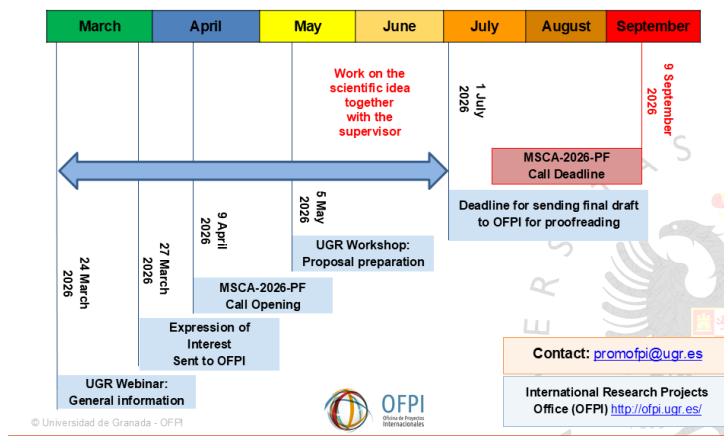 March
April
May
June
July
August
September
Work on the
scientific idea
together
with the
supervisor
1 July
2026
9 September
2026
MSCA-2026-PF
Call Deadline
Deadline for sending final draft
to OFPI for proofreading
5 May
2026
UGR Workshop:
Proposal preparation
9 April
2026
MSCA-2026-PF
Call Opening
27 March
2026
Expression of
Interest
Sent to OFPI
24 March
2026
UGR Webinar:
General information
Contact: promofpi@ugr.es
International Research Projects
Office (OFPI) http://ofpi.ugr.es/
OFPI
Oficina de Proyectos
Internacionales
© Universidad de Granada - OFPI
ERSITAS